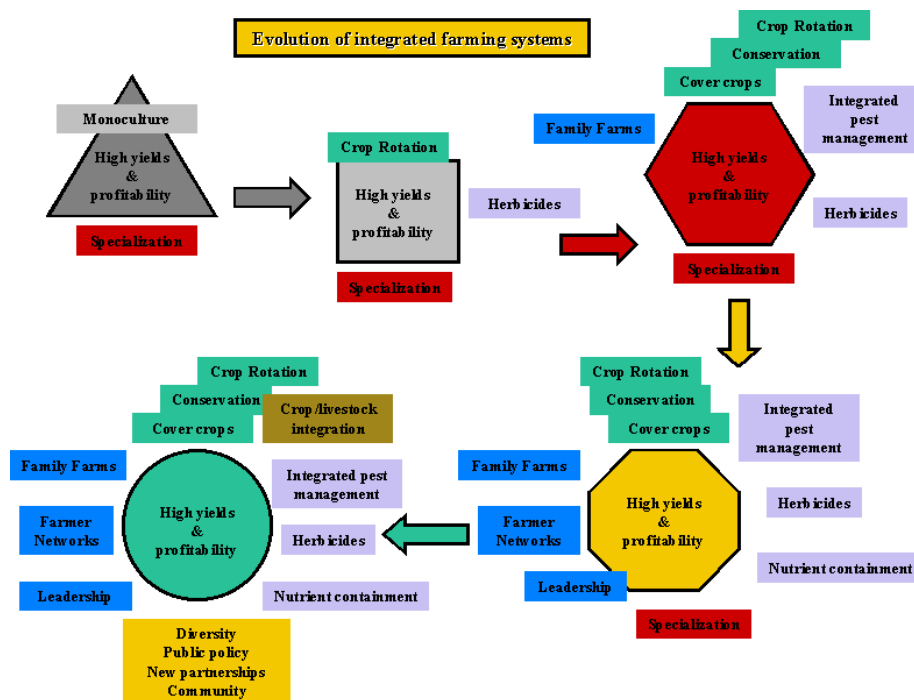 Evolution of integrated farming systems
Monoculture
High yields
&
profitability
Specialization
Crop Rotation
High yields
&
profitability
Herbicides
Specialization
Crop Rotation
Conservation
Cover crops
Family Farms
Integrated
pest
management
High yields
&
profitability
Herbicides
Specialization
Crop Rotation
Conservation
Cover crops
Integrated
pest
management
Family Farms
Herbicides
Farmer
Networks
High yields
&
profitability
Nutrient containment
Leadership
Specialization
Crop Rotation
Conservation
Crop/livestock
integration
Cover crops
Family Farms
Integrated pest
management
Farmer
Networks
High yields
&
profitability
Herbicides
Leadership
Nutrient containment
Diversity
Public policy
New partnerships
Community